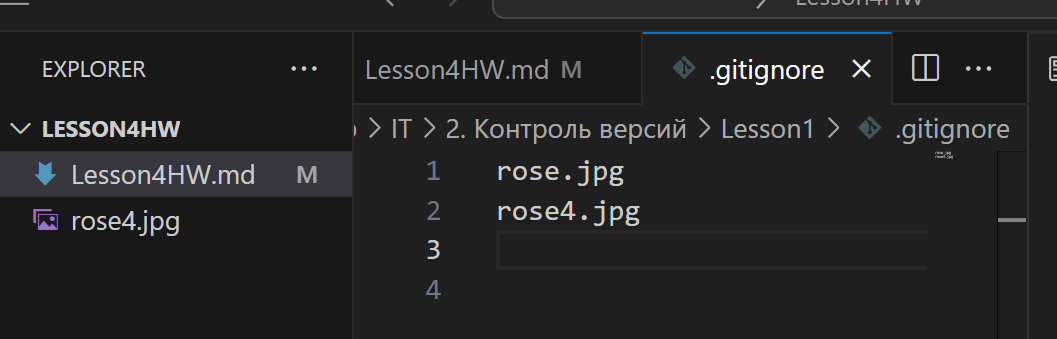 Lesson4HW
EXPLORER
LESSON4HW
Lesson4HW.md M
rose4.jpg
Lesson4HW.md M
.gitignore
IT > 2. Контроль версий > Lesson1 > .gitignore
1 rose.jpg
2 rose4.jpg
3
4